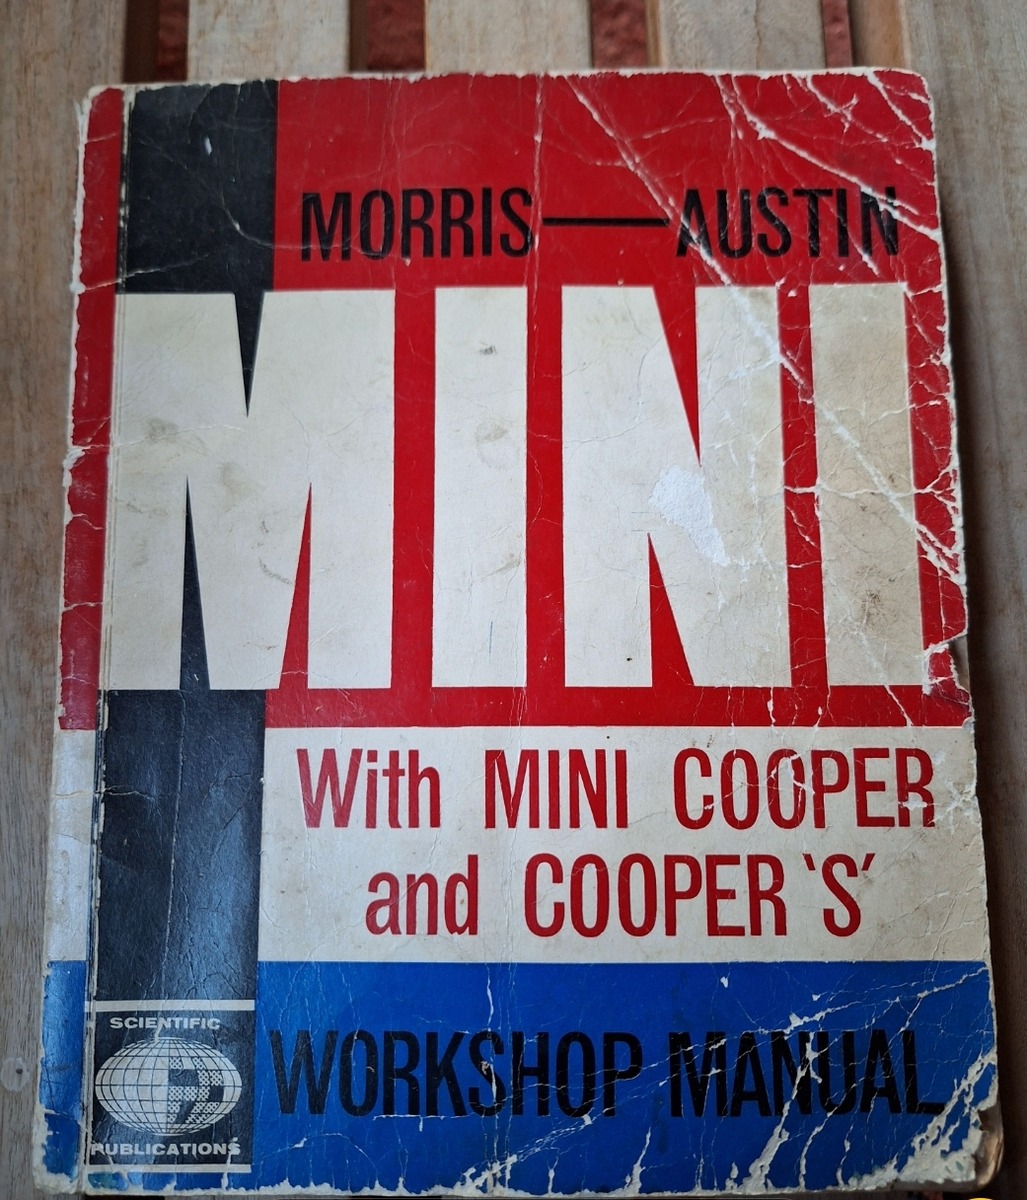 MORRIS—AUSTIN
MINI
With MINI COOPER
and COOPER 'S'
WORKSHOP MANUAL
SCIENTIFIC
PUBLICATIONS